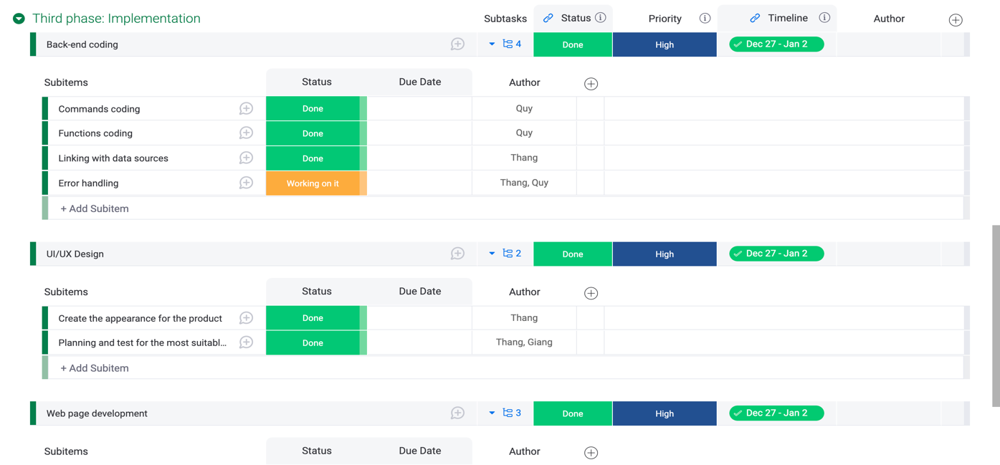 Third phase: Implementation Subtasks Status Priority Timeline Author
Back-end coding 4 Done High Dec 27 - Jan 2
Subitems Status Due Date Author
Commands coding Done Quy
Functions coding Done Quy
Linking with data sources Done Thang
Error handling Working on it Thang, Quy
+ Add Subitem
UI/UX Design 2 Done High Dec 27 - Jan 2
Subitems Status Due Date Author
Create the appearance for the product Done Thang
Planning and test for the most suitabl... Done Thang, Giang
+ Add Subitem
Web page development 3 Done High Dec 27 - Jan 2
Subitems Status Due Date Author